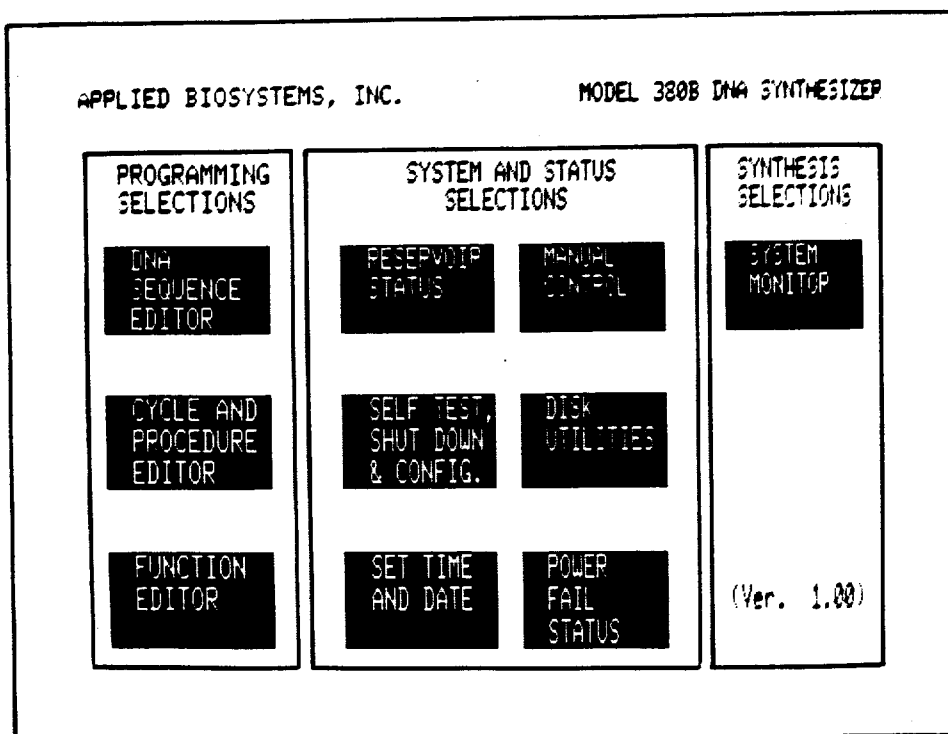 APPLIED BIOSYSTEMS, INC.
MODEL 380B DNA SYNTHESIZER
PROGRAMMING
SELECTIONS
DNA
SEQUENCE
EDITOR
CYCLE AND
PROCEDURE
EDITOR
FUNCTION
EDITOR
SYSTEM AND STATUS
SELECTIONS
RESERVOIR
STATUS
MANUAL
CONTROL
SELF TEST,
SHUT DOWN
& CONFIG.
DISK
UTILITIES
SET TIME
AND DATE
POWER
FAIL
STATUS
SYNTHESIS
SELECTIONS
SYSTEM
MONITOR
(Ver. 1.00)